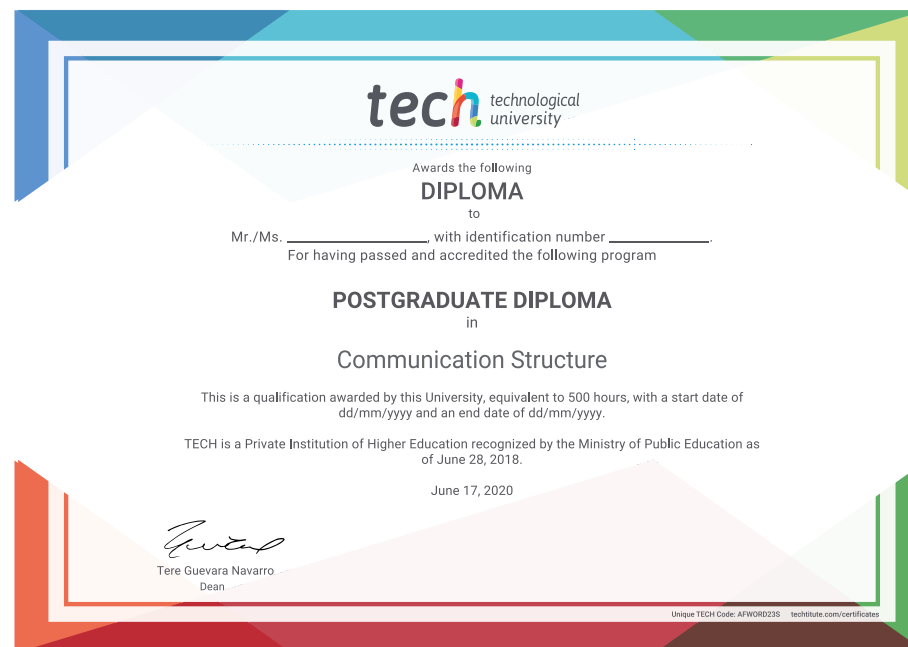 tech technological
university
Awards the following
DIPLOMA
to
Mr./Ms. ____________, with identification number ____________.
For having passed and accredited the following program
POSTGRADUATE DIPLOMA
in
Communication Structure
This is a qualification awarded by this University, equivalent to 500 hours, with a start date of
dd/mm/yyyy and an end date of dd/mm/yyyy.
TECH is a Private Institution of Higher Education recognized by the Ministry of Public Education as
of June 28, 2018.
June 17, 2020
Tere Guevara Navarro
Dean
Unique TECH Code: AFWORD23S techtitute.com/certificates